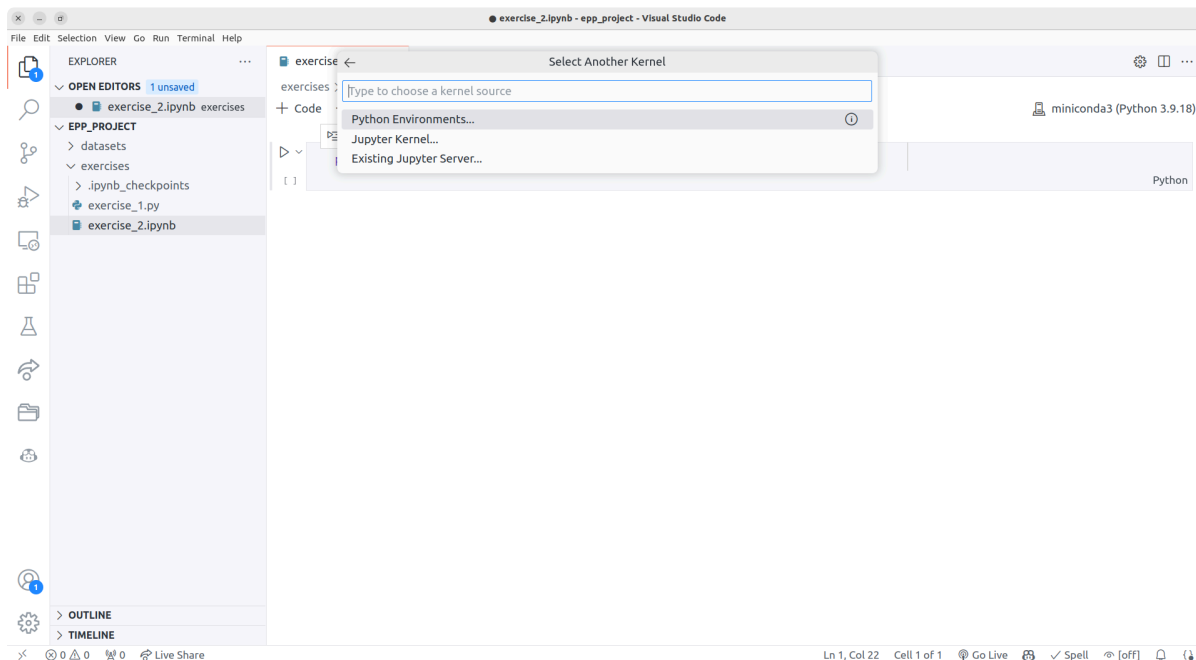 exercise_2.ipynb - epp_project - Visual Studio Code
File Edit Selection View Go Run Terminal Help
EXPLORER
OPEN EDITORS 1 unsaved
exercise_2.ipynb exercises
EPP_PROJECT
datasets
exercises
.ipynb_checkpoints
exercise_1.py
exercise_2.ipynb
OUTLINE
TIMELINE
exercise
exercises
+ Code
Select Another Kernel
Type to choose a kernel source
Python Environments...
Jupyter Kernel...
Existing Jupyter Server...
miniconda3 (Python 3.9.18)
[ ]
Python
1
1
0 0 0 Live Share
Ln 1, Col 22 Cell 1 of 1 Go Live Spell [off]